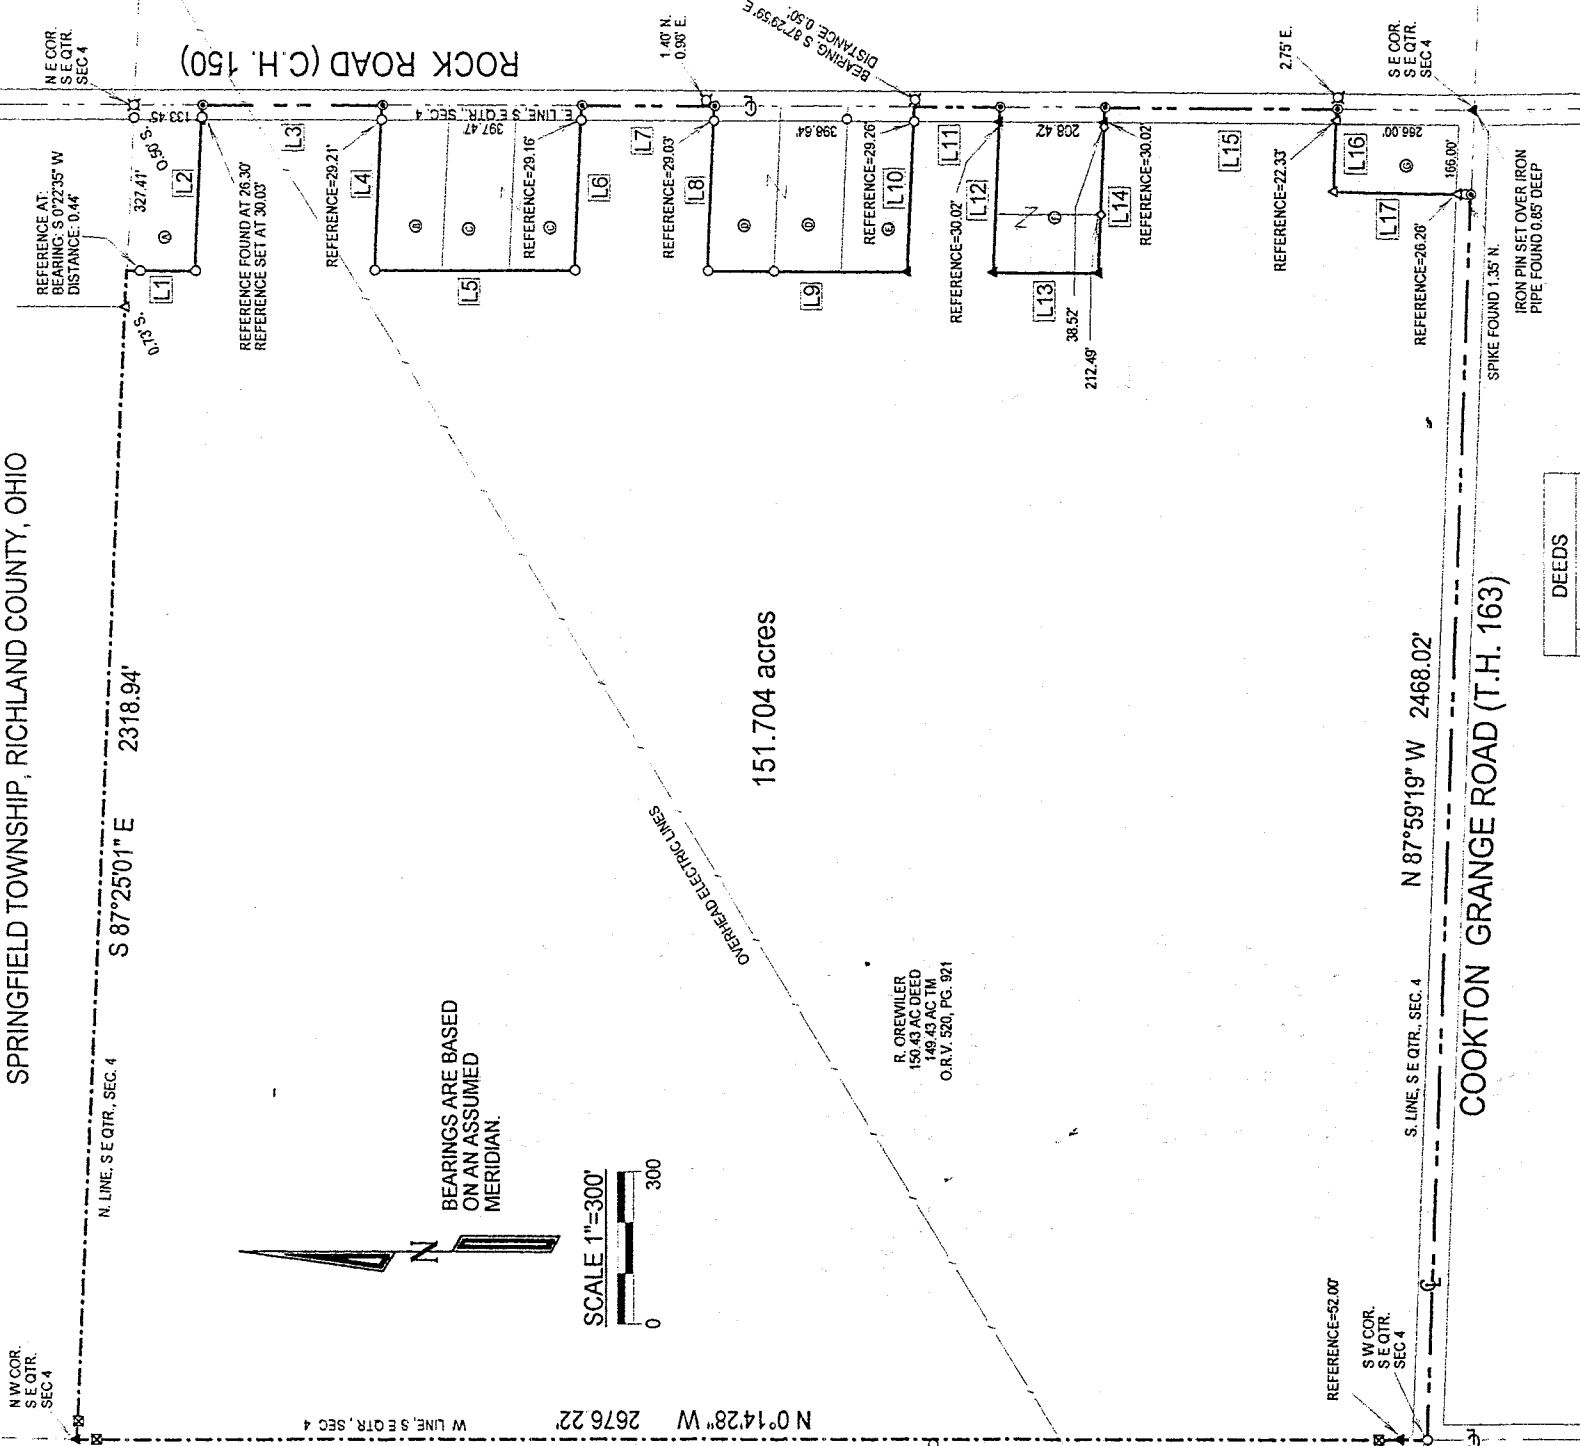 SPRINGFIELD TOWNSHIP, RICHLAND COUNTY, OHIO
N W COR.
S E QTR.
SEC 4
N. LINE, S E QTR., SEC. 4
S 87°25'01" E 2318.94'
0.73' S.
REFERENCE AT:
BEARING: S 0°22'35" W
DISTANCE: 0.44'
327.41'
0.50' S.
133.45'
N E COR.
S E QTR.
SEC 4
ROCK ROAD (C.H. 150)
L1
A
L2
REFERENCE FOUND AT 26.30'
REFERENCE SET AT 30.03'
L3
E. LINE, S E QTR., SEC. 4
REFERENCE=29.21'
L4
B
C
C
397.47'
L5
REFERENCE=29.16'
L6
1.40' N.
0.96' E.
L7
REFERENCE=29.03'
L8
D
D
E
398.64'
L9
REFERENCE=29.26'
L10
BEARING: S 87°29'59" E
DISTANCE: 0.50'
L11
REFERENCE=30.02'
L12
208.42'
L13
L14
38.52'
212.49'
REFERENCE=30.02'
L15
2.75' E.
REFERENCE=22.33'
L16
G
266.00'
166.00'
L17
REFERENCE=26.26'
S E COR.
S E QTR.
SEC 4
SPIKE FOUND 1.35' N.
IRON PIN SET OVER IRON
PIPE FOUND 0.85' DEEP
BEARINGS ARE BASED
ON AN ASSUMED
MERIDIAN.
N
SCALE 1"=300'
0 300
OVERHEAD ELECTRIC LINES
151.704 acres
R. OREWILER
150.43 AC DEED
149.43 AC TM
O.R.V. 520, PG. 921
W LINE, S E QTR., SEC 4
N 0°14'28" W 2676.22'
REFERENCE=52.00'
S W COR.
S E QTR.
SEC 4
S. LINE, S E QTR., SEC. 4
N 87°59'19" W 2468.02'
COOKTON GRANGE ROAD (T.H. 163)
DEEDS